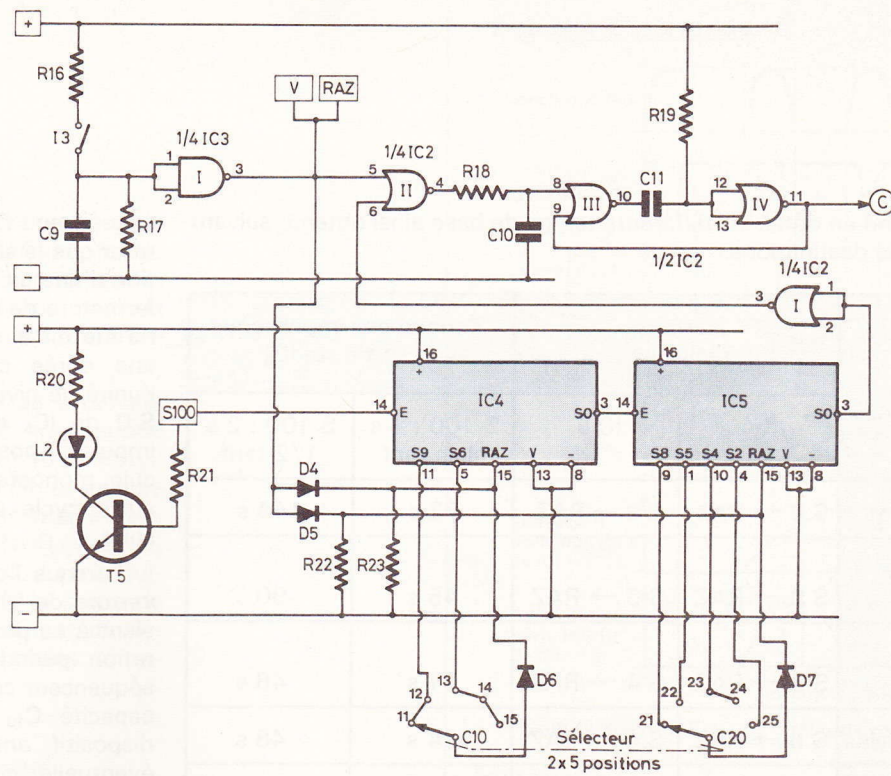 +
R16
I3
1/4 IC3
1
2
I
3
C9
R17
V
RAZ
1/4 IC2
5
6
II
4
R18
C10
R19
8
9
III
10
C11
12
13
IV
11
C
1/2 IC2
-
1/4 IC2
3
I
1
2
+
R20
L2
T5
S100
R21
16
+
IC4
14
E
SO
3
S9
S6
RAZ
V
11
5
15
13
8
16
+
IC5
14
E
SO
3
S8
S5
S4
S2
RAZ
V
9
1
10
4
15
13
8
D4
D5
R22
R23
-
D6
D7
12
13
14
11
15
C10
22
23
24
21
25
C20
Sélecteur
2x5 positions